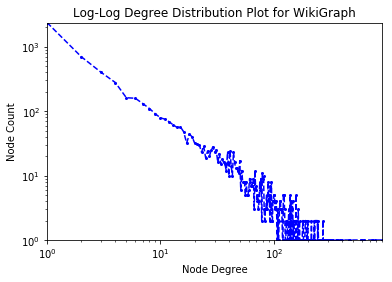 Log-Log Degree Distribution Plot for WikiGraph
Node Count
10³
10²
10¹
10⁰
10⁰
10¹
10²
Node Degree